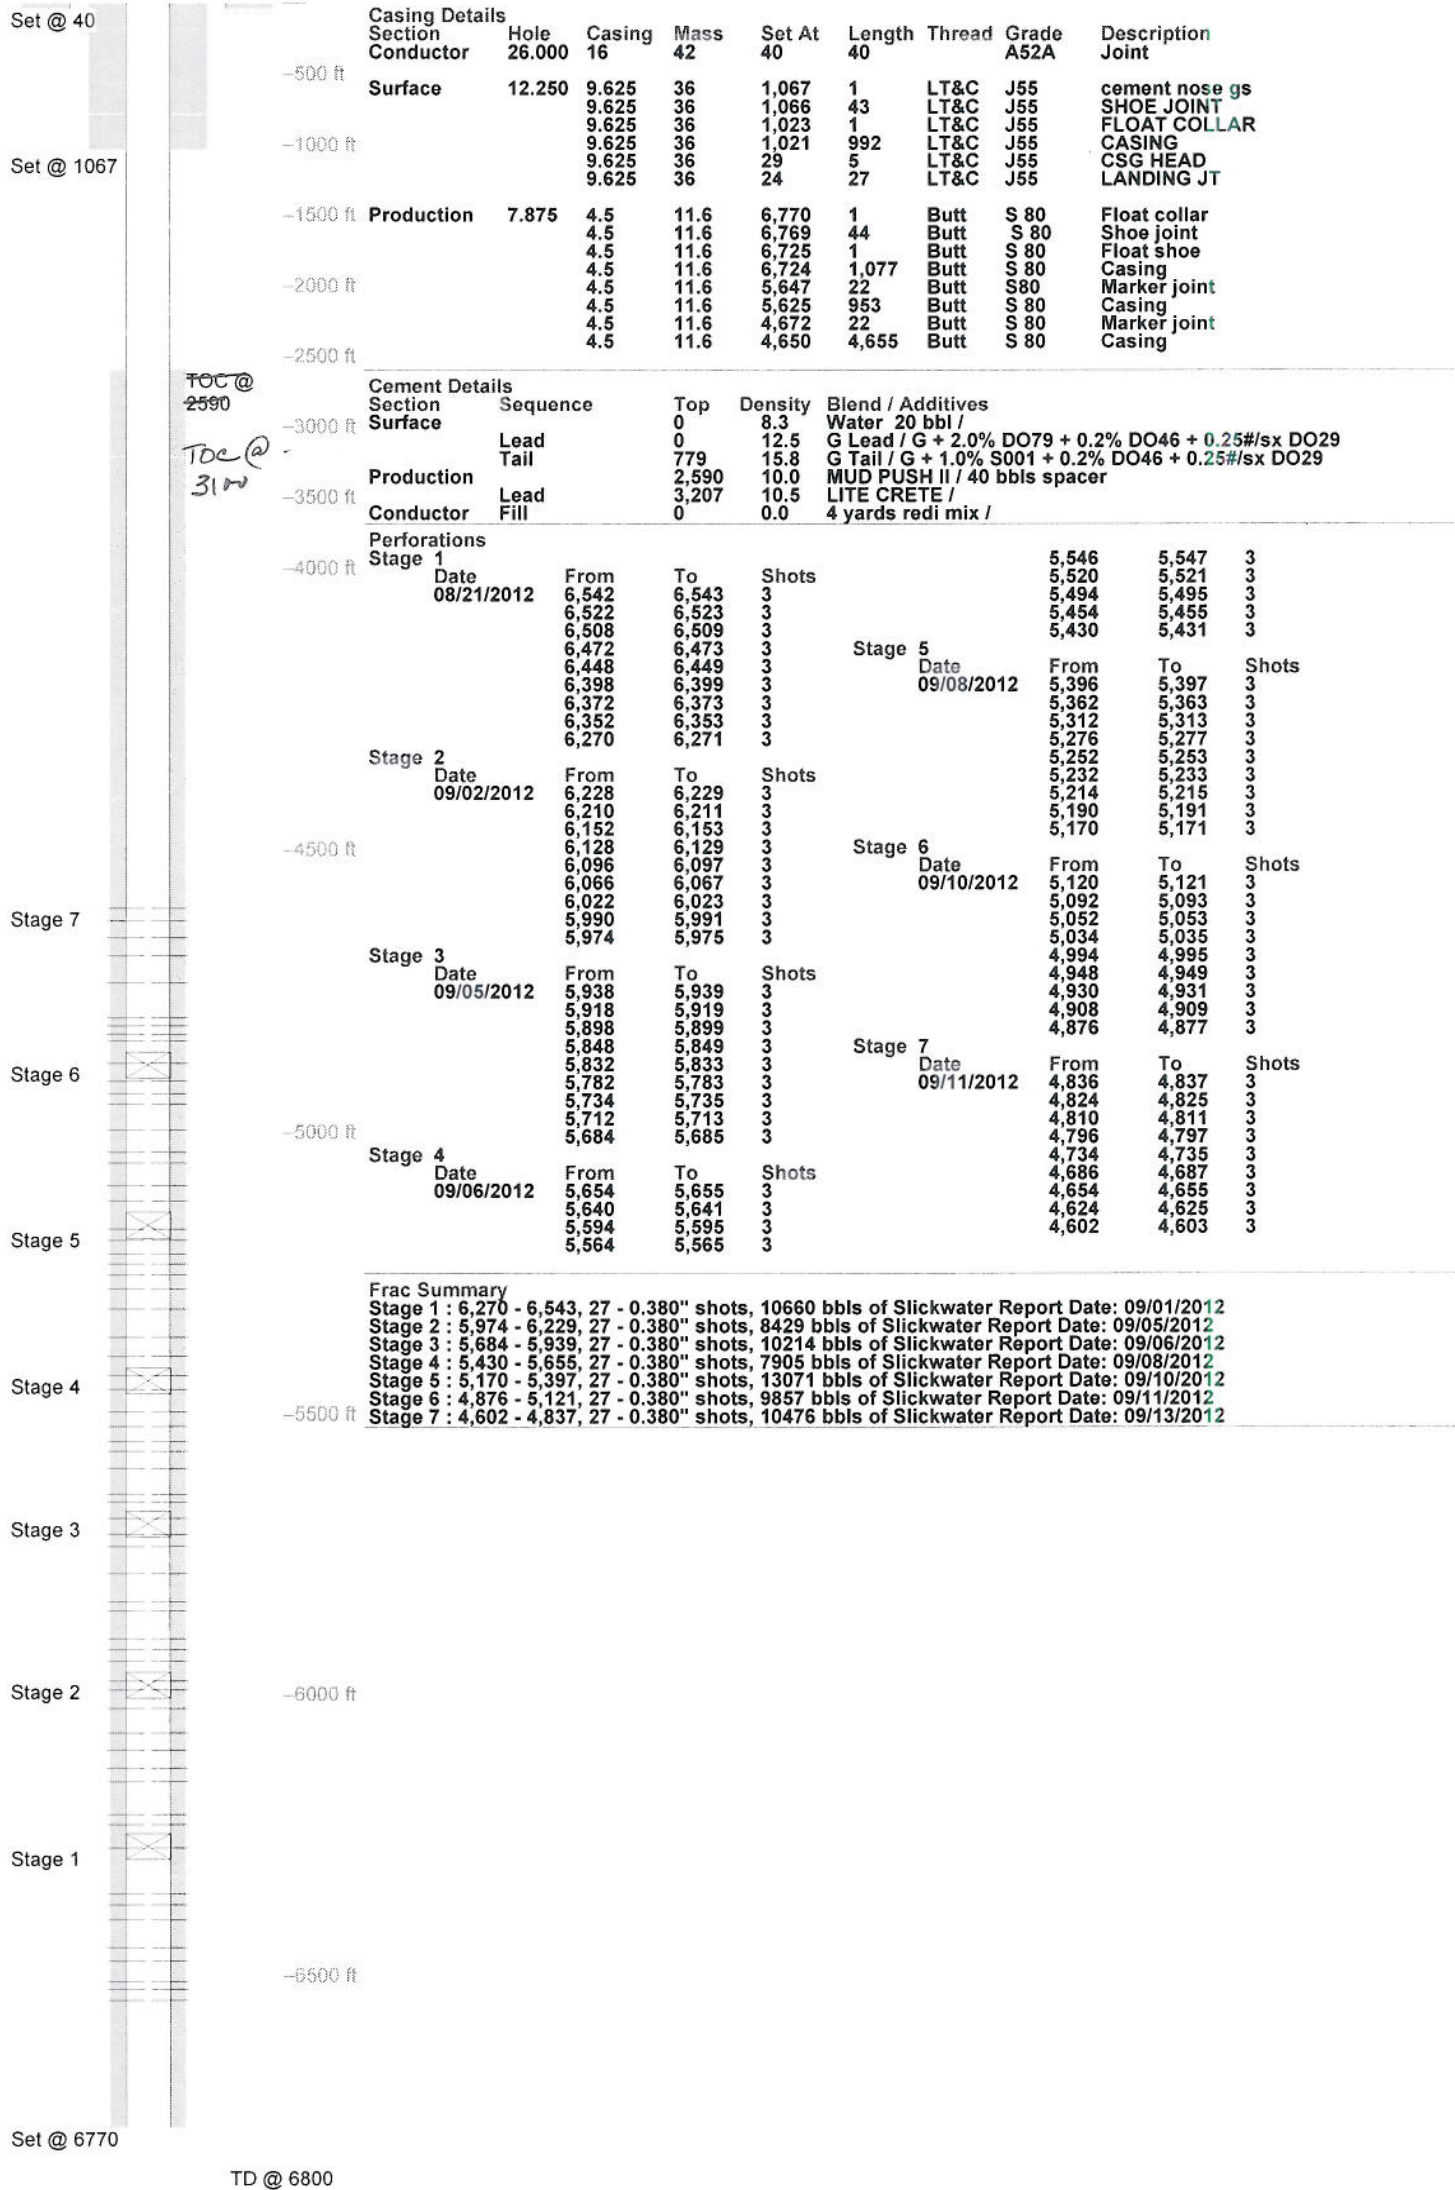 Set @ 40
Set @ 1067
TOC @
2590
TOC @
Stage 7
Stage 6
Stage 5
Stage 4
Stage 3
Stage 2
Stage 1
Set @ 6770
TD @ 6800
-500 ft
-1000 ft
-1500 ft
-2000 ft
-2500 ft
-3000 ft
-3500 ft
-4000 ft
-4500 ft
-5000 ft
-5500 ft
-6000 ft
-6500 ft
Casing Details
Section Hole Casing Mass Set At Length Thread Grade Description
Conductor 26.000 16 42 40 40 A52A Joint
Surface 12.250 9.625 36 1,067 1 LT&C J55 cement nose gs
9.625 36 1,066 43 LT&C J55 SHOE JOINT
9.625 36 1,023 1 LT&C J55 FLOAT COLLAR
9.625 36 1,021 992 LT&C J55 CASING
9.625 36 29 5 LT&C J55 CSG HEAD
9.625 36 24 27 LT&C J55 LANDING JT
Production 7.875 4.5 11.6 6,770 1 Butt S 80 Float collar
4.5 11.6 6,769 44 Butt S 80 Shoe joint
4.5 11.6 6,725 1 Butt S 80 Float shoe
4.5 11.6 6,724 1,077 Butt S 80 Casing
4.5 11.6 5,647 22 Butt S80 Marker joint
4.5 11.6 5,625 953 Butt S 80 Casing
4.5 11.6 4,672 22 Butt S 80 Marker joint
4.5 11.6 4,650 4,655 Butt S 80 Casing
Cement Details
Section Sequence Top Density Blend / Additives
Surface 0 8.3 Water 20 bbl /
Lead 0 12.5 G Lead / G + 2.0% DO79 + 0.2% DO46 + 0.25#/sx DO29
Tail 779 15.8 G Tail / G + 1.0% S001 + 0.2% DO46 + 0.25#/sx DO29
Production 2,590 10.0 MUD PUSH II / 40 bbls spacer
Lead 3,207 10.5 LITE CRETE /
Conductor Fill 0 0.0 4 yards redi mix /
Perforations
Stage 1
Date From To Shots
08/21/2012 6,542 6,543 3
6,522 6,523 3
6,508 6,509 3
6,472 6,473 3
6,448 6,449 3
6,398 6,399 3
6,372 6,373 3
6,352 6,353 3
6,270 6,271 3
Stage 2
Date From To Shots
09/02/2012 6,228 6,229 3
6,210 6,211 3
6,152 6,153 3
6,128 6,129 3
6,096 6,097 3
6,066 6,067 3
6,022 6,023 3
5,990 5,991 3
5,974 5,975 3
Stage 3
Date From To Shots
09/05/2012 5,938 5,939 3
5,918 5,919 3
5,898 5,899 3
5,848 5,849 3
5,832 5,833 3
5,782 5,783 3
5,734 5,735 3
5,712 5,713 3
5,684 5,685 3
Stage 4
Date From To Shots
09/06/2012 5,654 5,655 3
5,640 5,641 3
5,594 5,595 3
5,564 5,565 3
5,546 5,547 3
5,520 5,521 3
5,494 5,495 3
5,454 5,455 3
5,430 5,431 3
Stage 5
Date From To Shots
09/08/2012 5,396 5,397 3
5,362 5,363 3
5,312 5,313 3
5,276 5,277 3
5,252 5,253 3
5,232 5,233 3
5,214 5,215 3
5,190 5,191 3
5,170 5,171 3
Stage 6
Date From To Shots
09/10/2012 5,120 5,121 3
5,092 5,093 3
5,052 5,053 3
5,034 5,035 3
4,994 4,995 3
4,948 4,949 3
4,930 4,931 3
4,908 4,909 3
4,876 4,877 3
Stage 7
Date From To Shots
09/11/2012 4,836 4,837 3
4,824 4,825 3
4,810 4,811 3
4,796 4,797 3
4,734 4,735 3
4,686 4,687 3
4,654 4,655 3
4,624 4,625 3
4,602 4,603 3
Frac Summary
Stage 1 : 6,270 - 6,543, 27 - 0.380" shots, 10660 bbls of Slickwater Report Date: 09/01/2012
Stage 2 : 5,974 - 6,229, 27 - 0.380" shots, 8429 bbls of Slickwater Report Date: 09/05/2012
Stage 3 : 5,684 - 5,939, 27 - 0.380" shots, 10214 bbls of Slickwater Report Date: 09/06/2012
Stage 4 : 5,430 - 5,655, 27 - 0.380" shots, 7905 bbls of Slickwater Report Date: 09/08/2012
Stage 5 : 5,170 - 5,397, 27 - 0.380" shots, 13071 bbls of Slickwater Report Date: 09/10/2012
Stage 6 : 4,876 - 5,121, 27 - 0.380" shots, 9857 bbls of Slickwater Report Date: 09/11/2012
Stage 7 : 4,602 - 4,837, 27 - 0.380" shots, 10476 bbls of Slickwater Report Date: 09/13/2012